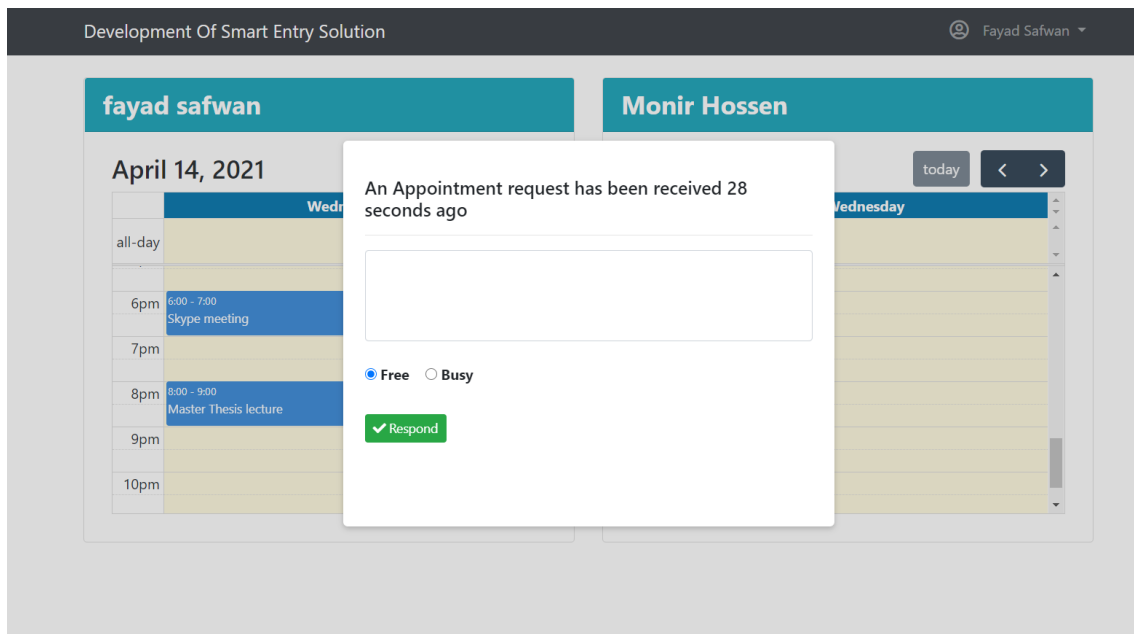 Development Of Smart Entry Solution
Fayad Safwan
fayad safwan
Monir Hossen
April 14, 2021
today
An Appointment request has been received 28
seconds ago
Wedn
Wednesday
all-day
6pm
6:00 - 7:00
Skype meeting
7pm
8pm
8:00 - 9:00
Master Thesis lecture
9pm
10pm
Free
Busy
Respond